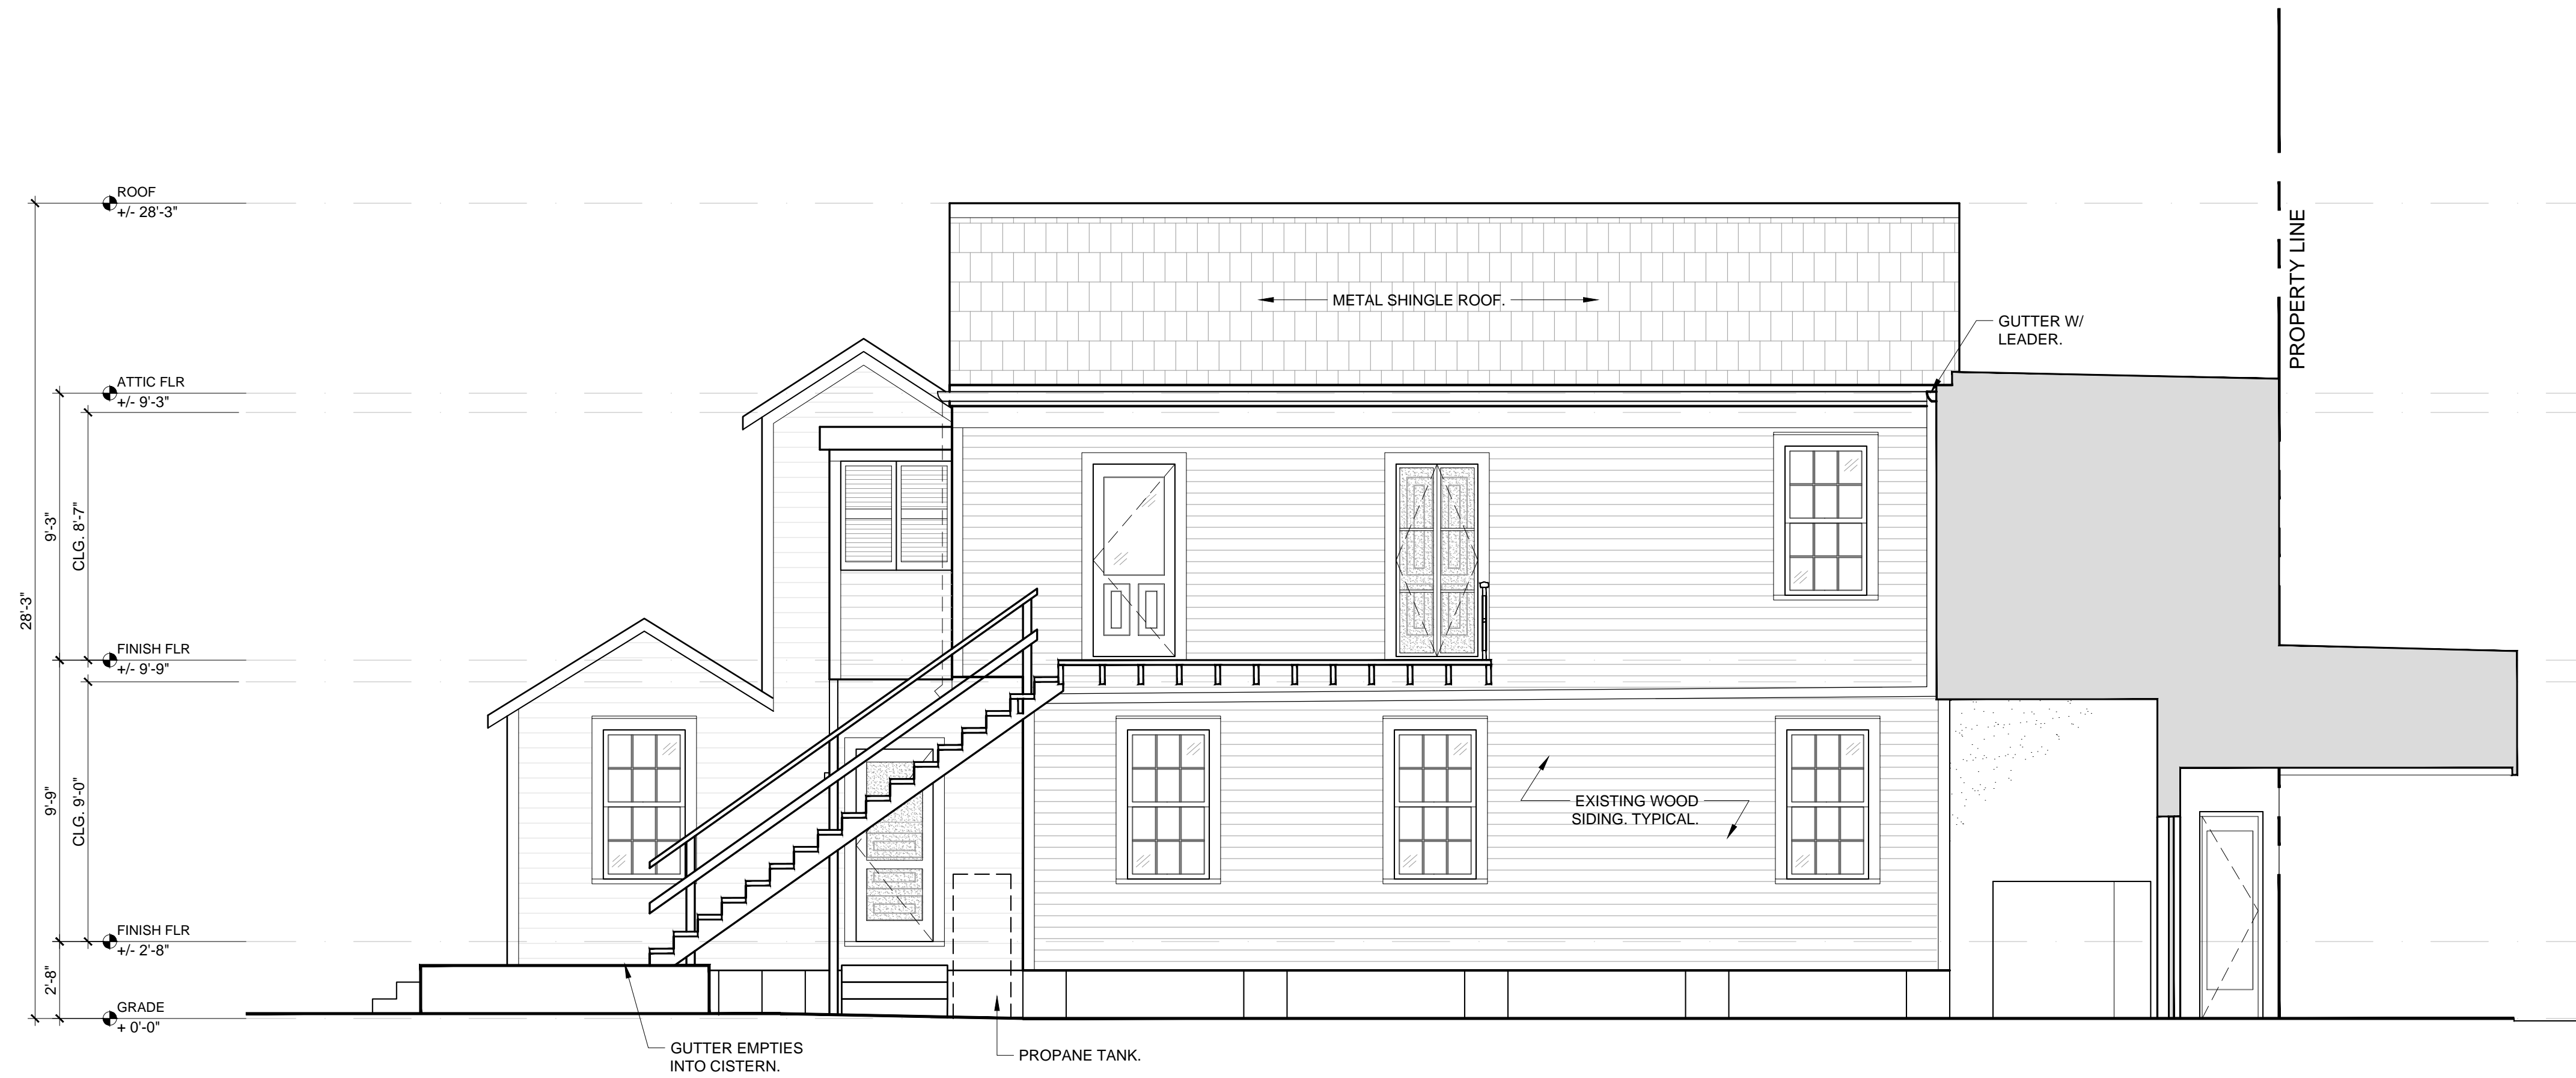 ROOF
+/- 28'-3"
PROPERTY LINE
METAL SHINGLE ROOF.
GUTTER W/
LEADER.
ATTIC FLR
+/- 9'-3"
9'-3"
CLG. 8'-7"
28'-3"
FINISH FLR
+/- 9'-9"
9'-9"
CLG. 9'-0"
EXISTING WOOD
SIDING. TYPICAL.
FINISH FLR
+/- 2'-8"
2'-8"
GRADE
+ 0'-0"
GUTTER EMPTIES
INTO CISTERN.
PROPANE TANK.